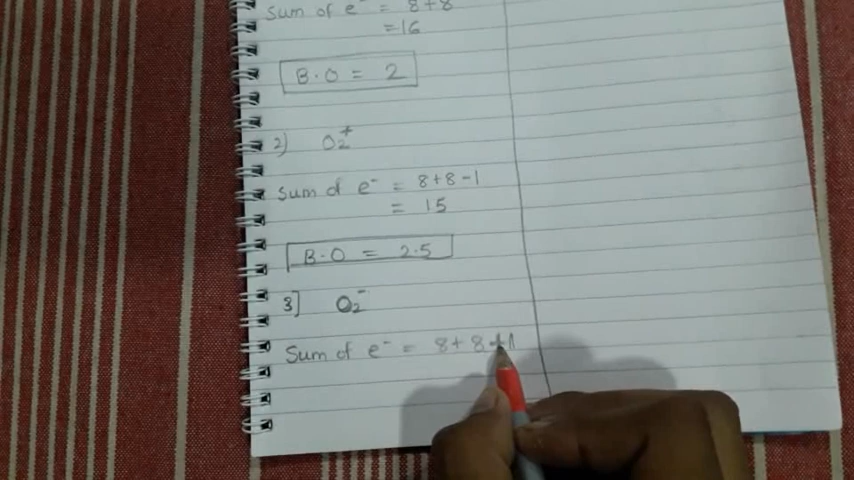 Sum of e⁻ = 8+8
=16
B.O = 2
2) O₂⁺
Sum of e⁻ = 8+8-1
= 15
B.O = 2.5
3] O₂⁻
Sum of e⁻ = 8+8+1